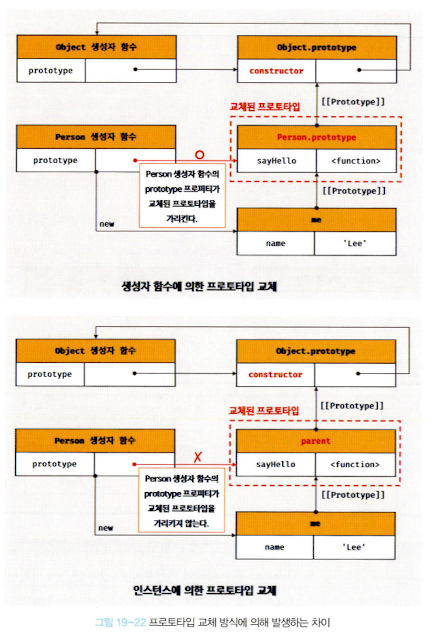 Object 생성자 함수
Object.prototype
prototype
constructor
교체된 프로토타입
[[Prototype]]
Person 생성자 함수
Person.prototype
prototype
sayHello
<function>
Person 생성자 함수의
prototype 프로퍼티가
교체된 프로토타입을
가리킨다.
[[Prototype]]
new
me
name
'Lee'
생성자 함수에 의한 프로토타입 교체
Object 생성자 함수
Object.prototype
prototype
constructor
교체된 프로토타입
[[Prototype]]
Person 생성자 함수
parent
prototype
sayHello
<function>
Person 생성자 함수의
prototype 프로퍼티가
교체된 프로토타입을
가리키지 않는다.
[[Prototype]]
new
me
name
'Lee'
인스턴스에 의한 프로토타입 교체
그림 19-22 프로토타입 교체 방식에 의해 발생하는 차이